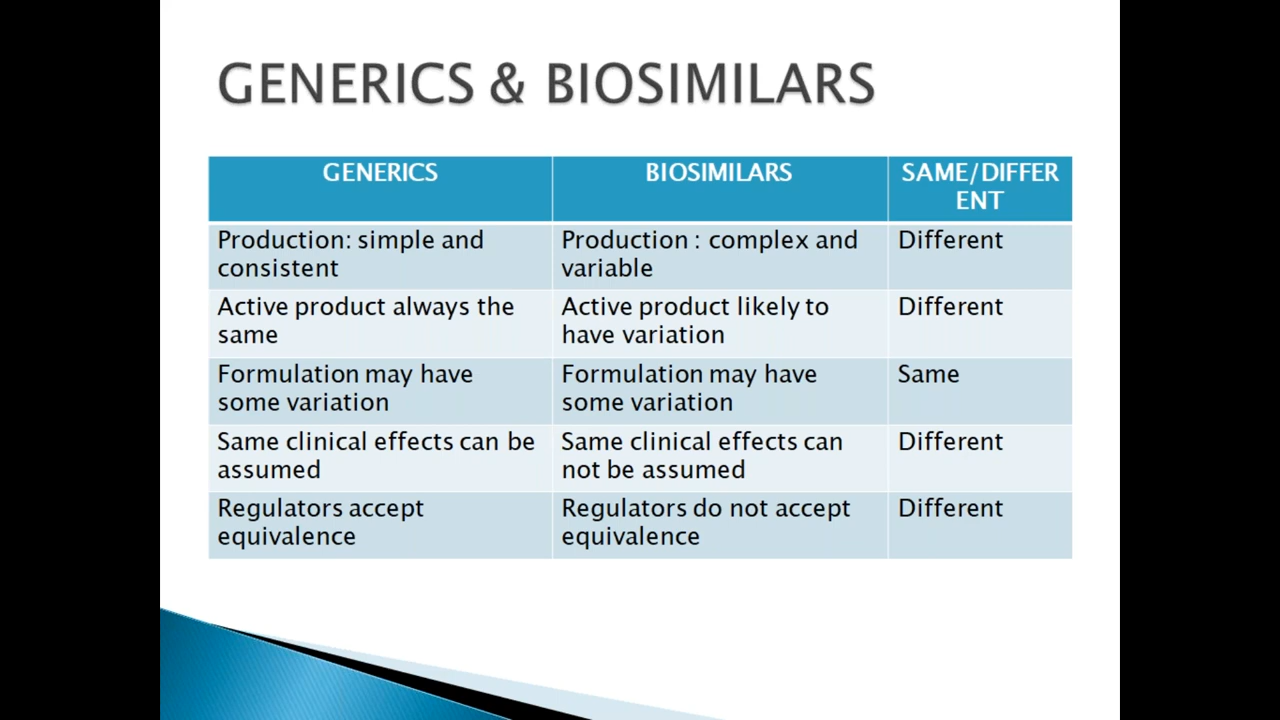 GENERICS & BIOSIMILARS
GENERICS
BIOSIMILARS
SAME/DIFFER
ENT
Production: simple and
consistent
Production : complex and
variable
Different
Active product always the
same
Active product likely to
have variation
Different
Formulation may have
some variation
Formulation may have
some variation
Same
Same clinical effects can be
assumed
Same clinical effects can
not be assumed
Different
Regulators accept
equivalence
Regulators do not accept
equivalence
Different